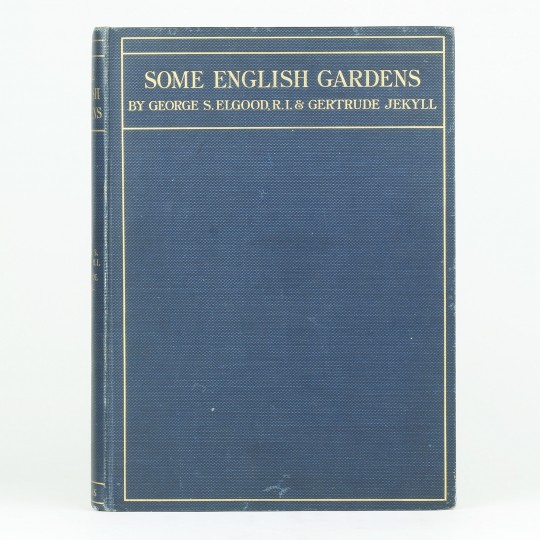 SOME ENGLISH GARDENS
BY GEORGE S. ELGOOD, R.I. & GERTRUDE JEKYLL